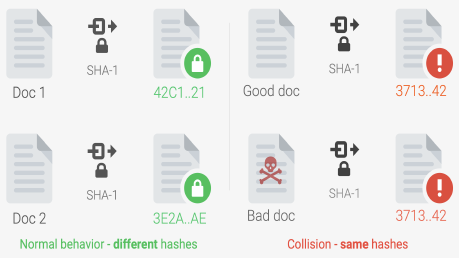 SHA-1
Doc 1
42C1..21
SHA-1
Doc 2
3E2A..AE
Normal behavior - different hashes
SHA-1
Good doc
3713..42
SHA-1
Bad doc
3713..42
Collision - same hashes